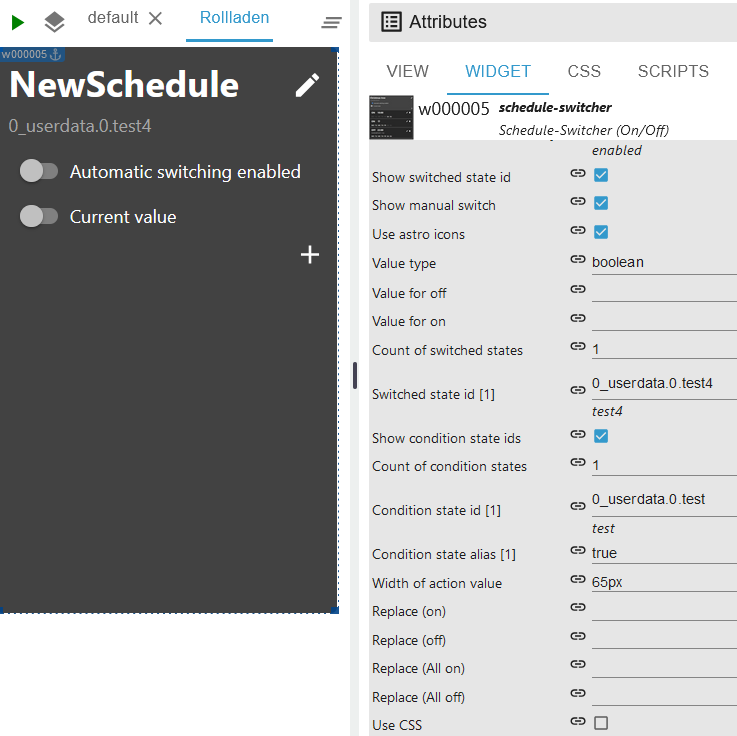 default
Rollladen
w000005
NewSchedule
0_userdata.0.test4
Automatic switching enabled
Current value
Attributes
VIEW
WIDGET
CSS
SCRIPTS
w000005
schedule-switcher
Schedule-Switcher (On/Off)
enabled
Show switched state id
Show manual switch
Use astro icons
Value type
boolean
Value for off
Value for on
Count of switched states
1
Switched state id [1]
0_userdata.0.test4
test4
Show condition state ids
Count of condition states
1
Condition state id [1]
0_userdata.0.test
test
Condition state alias [1]
true
Width of action value
65px
Replace (on)
Replace (off)
Replace (All on)
Replace (All off)
Use CSS